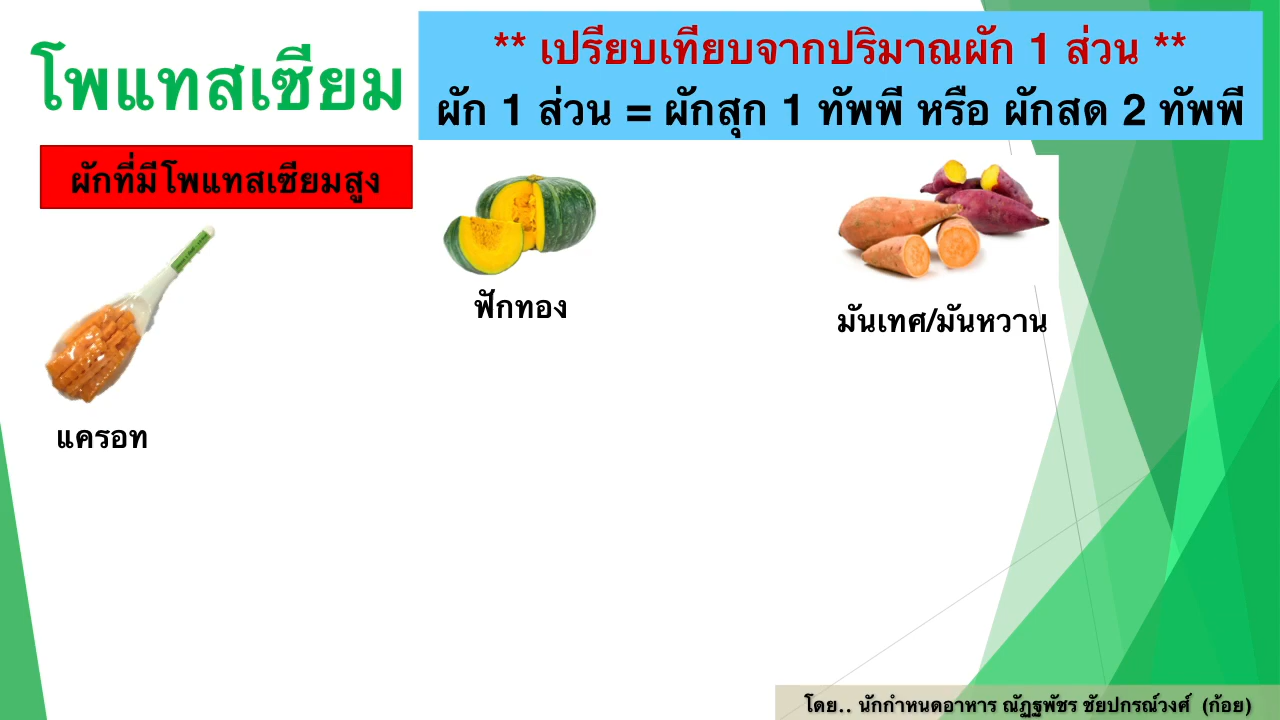 โพแทสเซียม
** เปรียบเทียบจากปริมาณผัก 1 ส่วน **
ผัก 1 ส่วน = ผักสุก 1 ทัพพี หรือ ผักสด 2 ทัพพี
ผักที่มีโพแทสเซียมสูง
ฟักทอง
มันเทศ/มันหวาน
แครอท
โดย.. นักกำหนดอาหาร ณัฏฐพัชร ชัยปกรณ์วงศ์ (ก้อย)